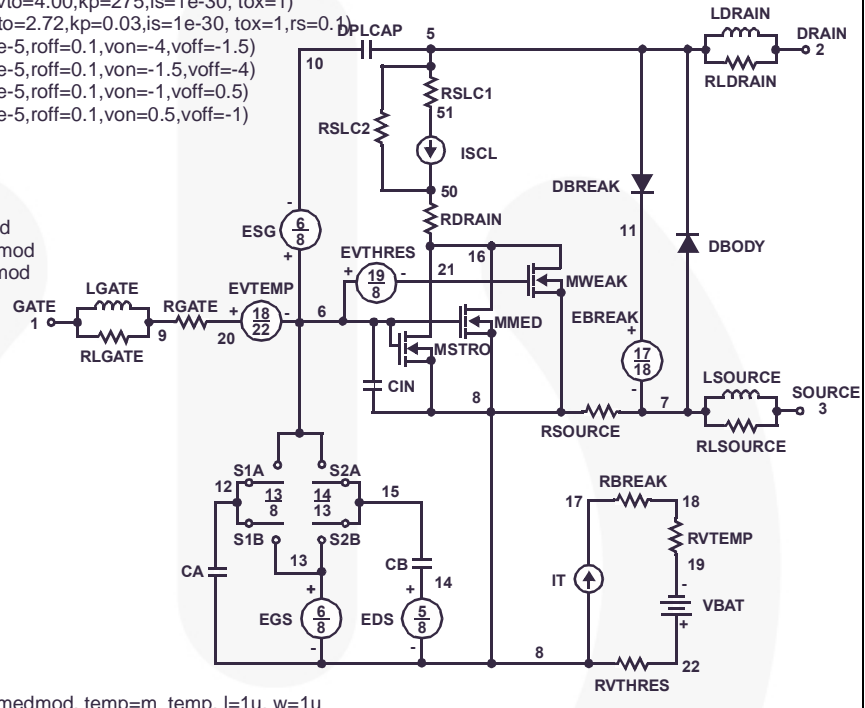 vto=4.00,kp=275,is=1e-30, tox=1)
to=2.72,kp=0.03,is=1e-30, tox=1,rs=0.1)
e-5,roff=0.1,von=-4,voff=-1.5)
e-5,roff=0.1,von=-1.5,voff=-4)
e-5,roff=0.1,von=-1,voff=0.5)
e-5,roff=0.1,von=0.5,voff=-1)
d
mod
mod
LDRAIN
DPLCAP 5 DRAIN
10 2
RLDRAIN
RSLC1
51
RSLC2
ISCL
50
DBREAK
RDRAIN
ESG 6 8 - +
11
DBODY
EVTHRES
16
21
+ 19 8 -
MWEAK
LGATE EVTEMP
GATE RGATE
1 + 18 22 - 6
9 20
RLGATE
MMED
EBREAK +
MSTRO
17 18
-
CIN
LSOURCE
8 7 SOURCE
3
RSOURCE
RLSOURCE
S1A S2A
12 13 8 14 13 15
S1B S2B
13
RBREAK
17 18
RVTEMP
CA CB 19
IT
14 -
VBAT
+
+ +
EGS 6 8 EDS 5 8
- -
8
22
RVTHRES
medmod, temp=m_temp, l=1u, w=1u